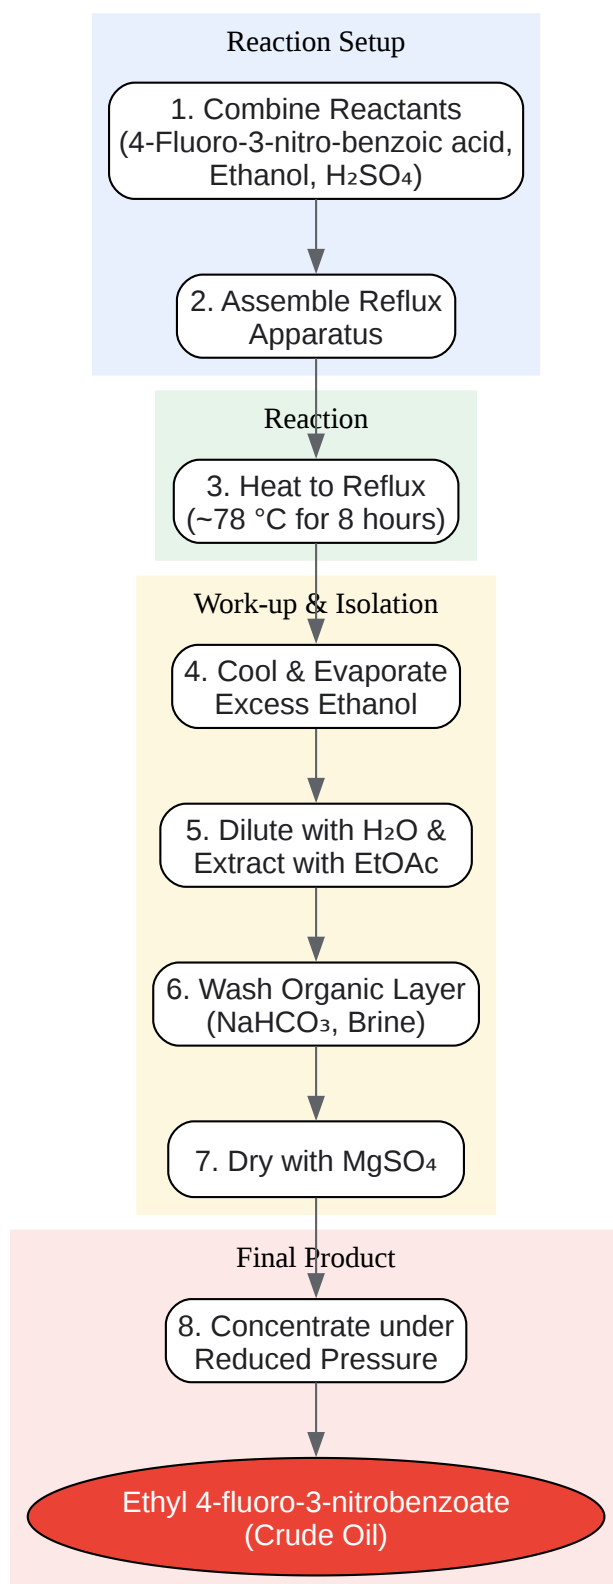 Reaction Setup
1. Combine Reactants
(4-Fluoro-3-nitro-benzoic acid,
Ethanol, H₂SO₄)
2. Assemble Reflux
Apparatus
Reaction
3. Heat to Reflux
(~78 °C for 8 hours)
Work-up & Isolation
4. Cool & Evaporate
Excess Ethanol
5. Dilute with H₂O &
Extract with EtOAc
6. Wash Organic Layer
(NaHCO₃, Brine)
7. Dry with MgSO₄
Final Product
8. Concentrate under
Reduced Pressure
Ethyl 4-fluoro-3-nitrobenzoate
(Crude Oil)